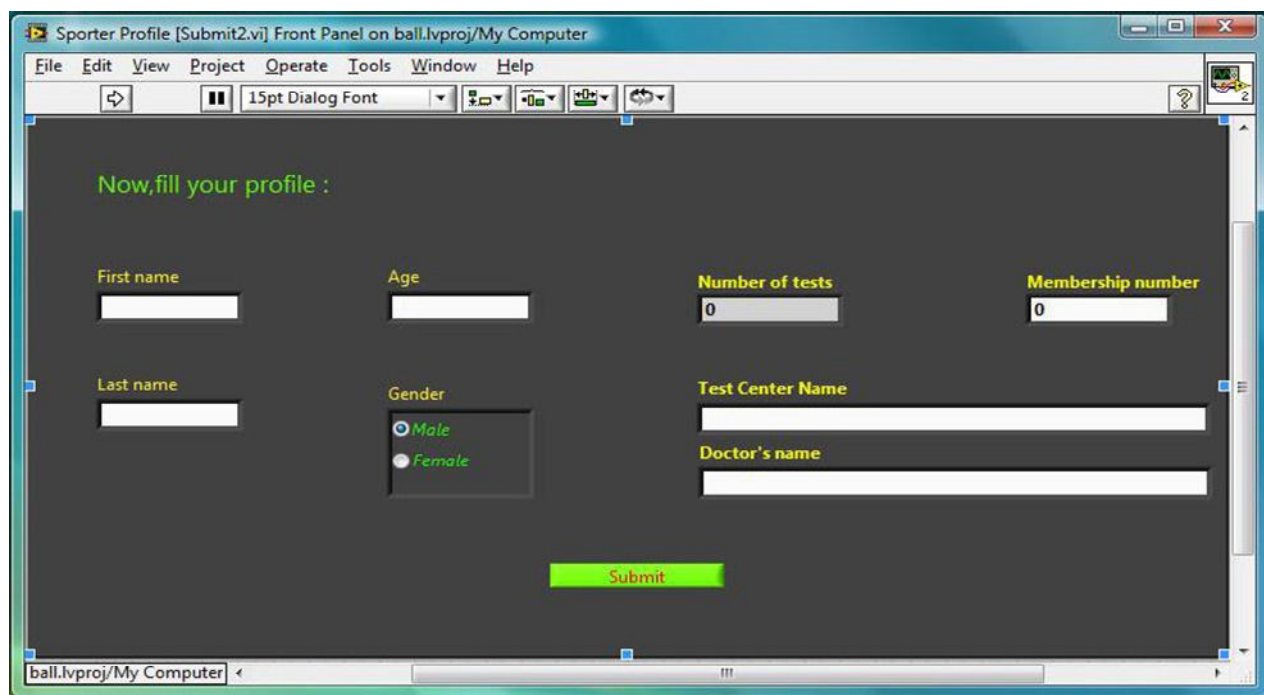 Sporter Profile [Submit2.vi] Front Panel on ball.lvproj/My Computer
File Edit View Project Operate Tools Window Help
15pt Dialog Font
?
2
Now,fill your profile :
First name
Age
Number of tests
0
Membership number
0
Last name
Gender
Male
Female
Test Center Name
Doctor's name
Submit
ball.lvproj/My Computer